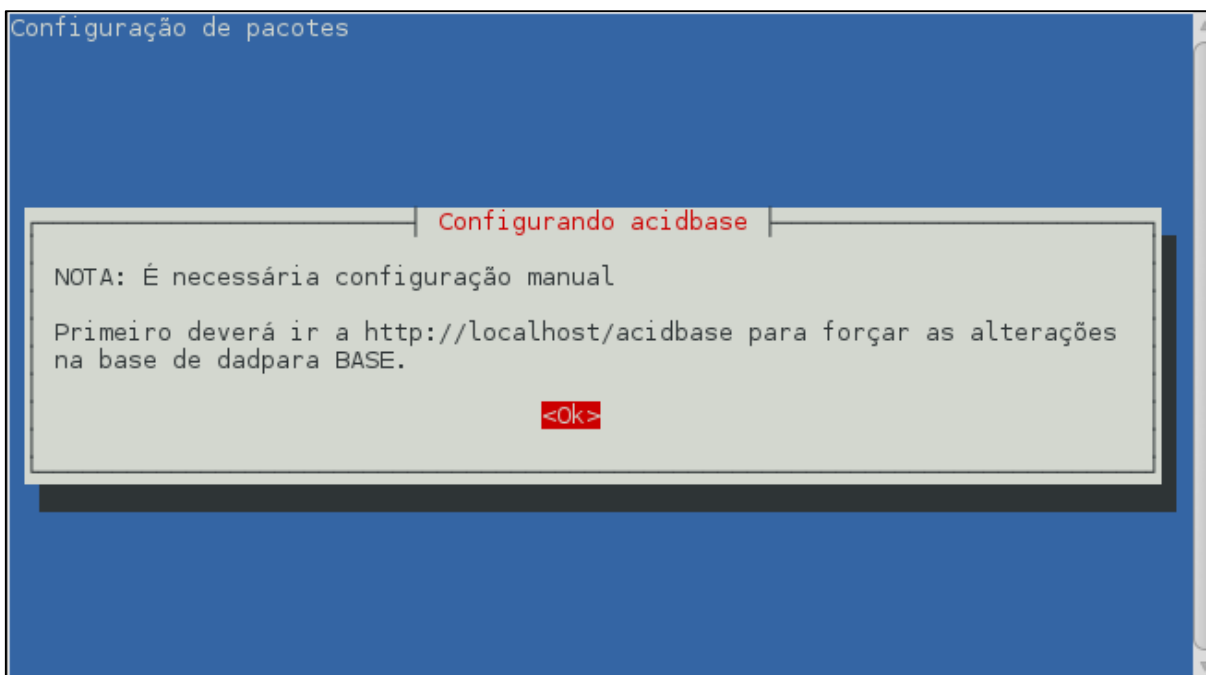 Configuração de pacotes
Configurando acidbase
NOTA: É necessária configuração manual
Primeiro deverá ir a http://localhost/acidbase para forçar as alterações
na base de dadpara BASE.
<Ok>